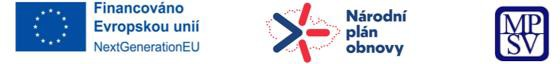 Financováno
Evropskou unií
NextGenerationEU
Národní
plán
obnovy
MP
SV